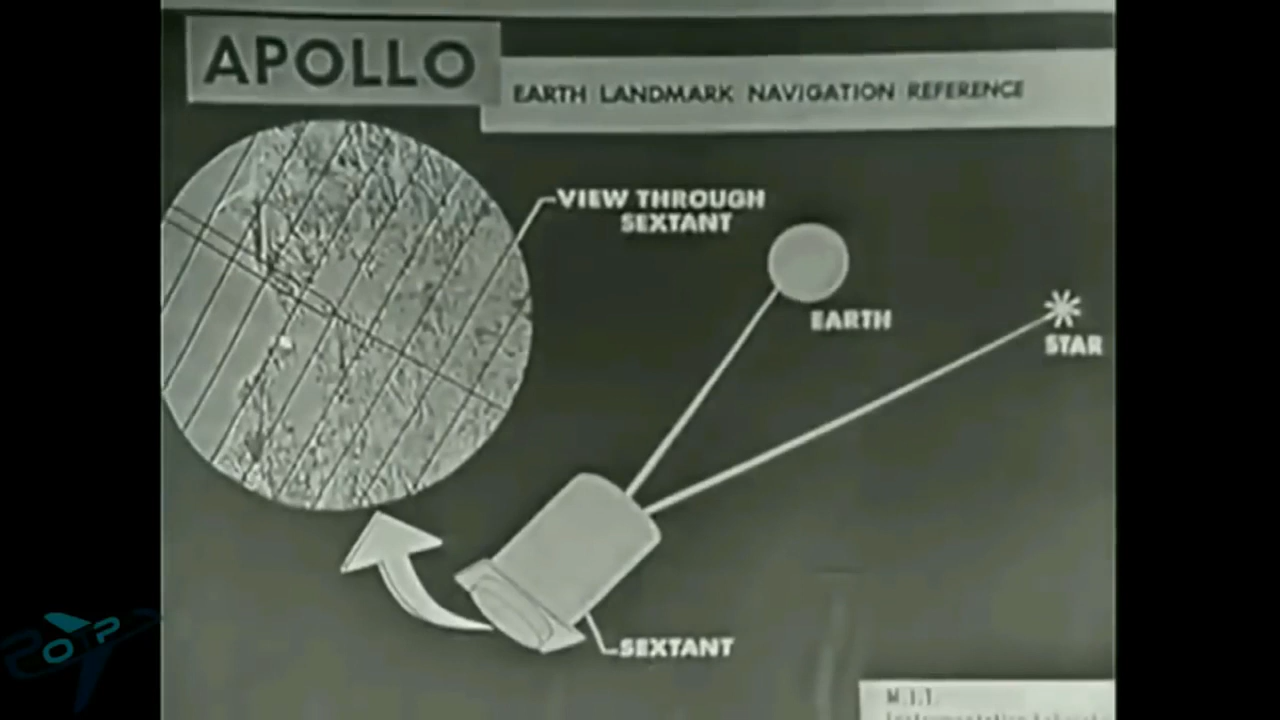 APOLLO
EARTH LANDMARK NAVIGATION REFERENCE
VIEW THROUGH
SEXTANT
EARTH
STAR
SEXTANT
M.I.T.